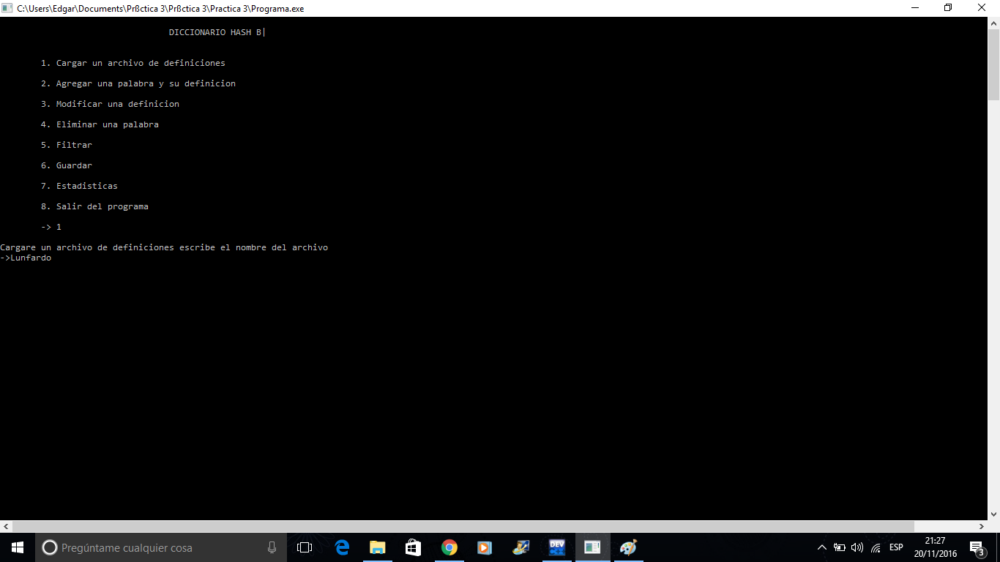 C:\Users\Edgar\Documents\Prßctica 3\Prßctica 3\Practica 3\Programa.exe
DICCIONARIO HASH B|
1. Cargar un archivo de definiciones
2. Agregar una palabra y su definicion
3. Modificar una definicion
4. Eliminar una palabra
5. Filtrar
6. Guardar
7. Estadisticas
8. Salir del programa
-> 1
Cargare un archivo de definiciones escribe el nombre del archivo
->Lunfardo
Pregúntame cualquier cosa
DEV
ESP
21:27
20/11/2016
3